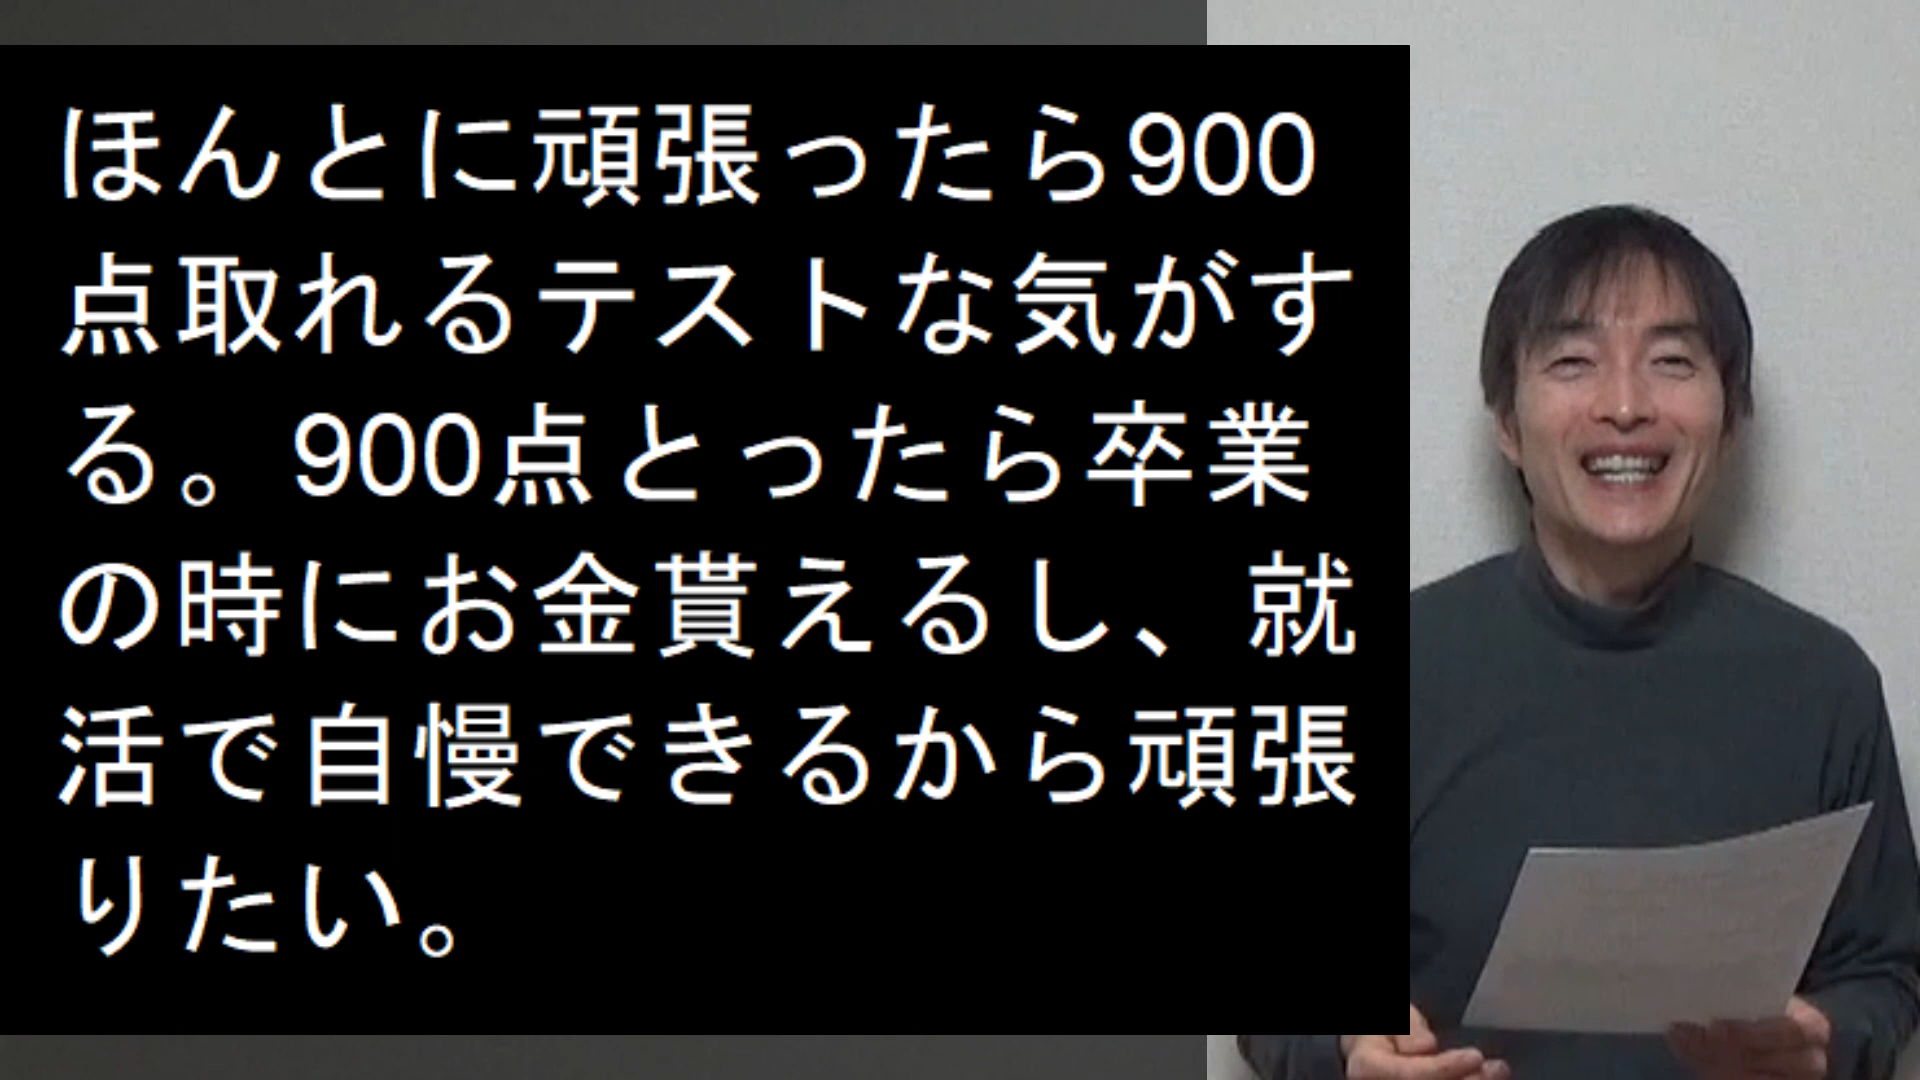 ほんとに頑張ったら900
点取れるテストな気がす
る。900点とったら卒業
の時にお金貰えるし、就
活で自慢できるから頑張
りたい。